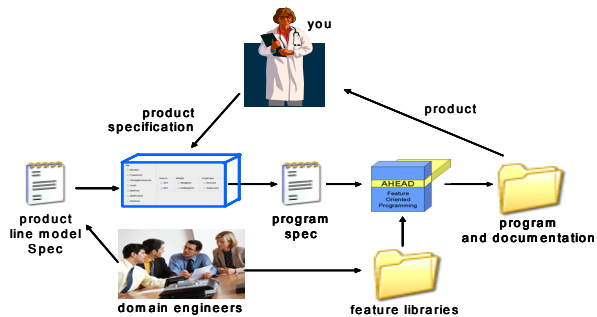 you
product
specification
product
AHEAD
Feature
Oriented
Programming
product
line model
Spec
program
spec
program
and documentation
domain engineers
feature libraries